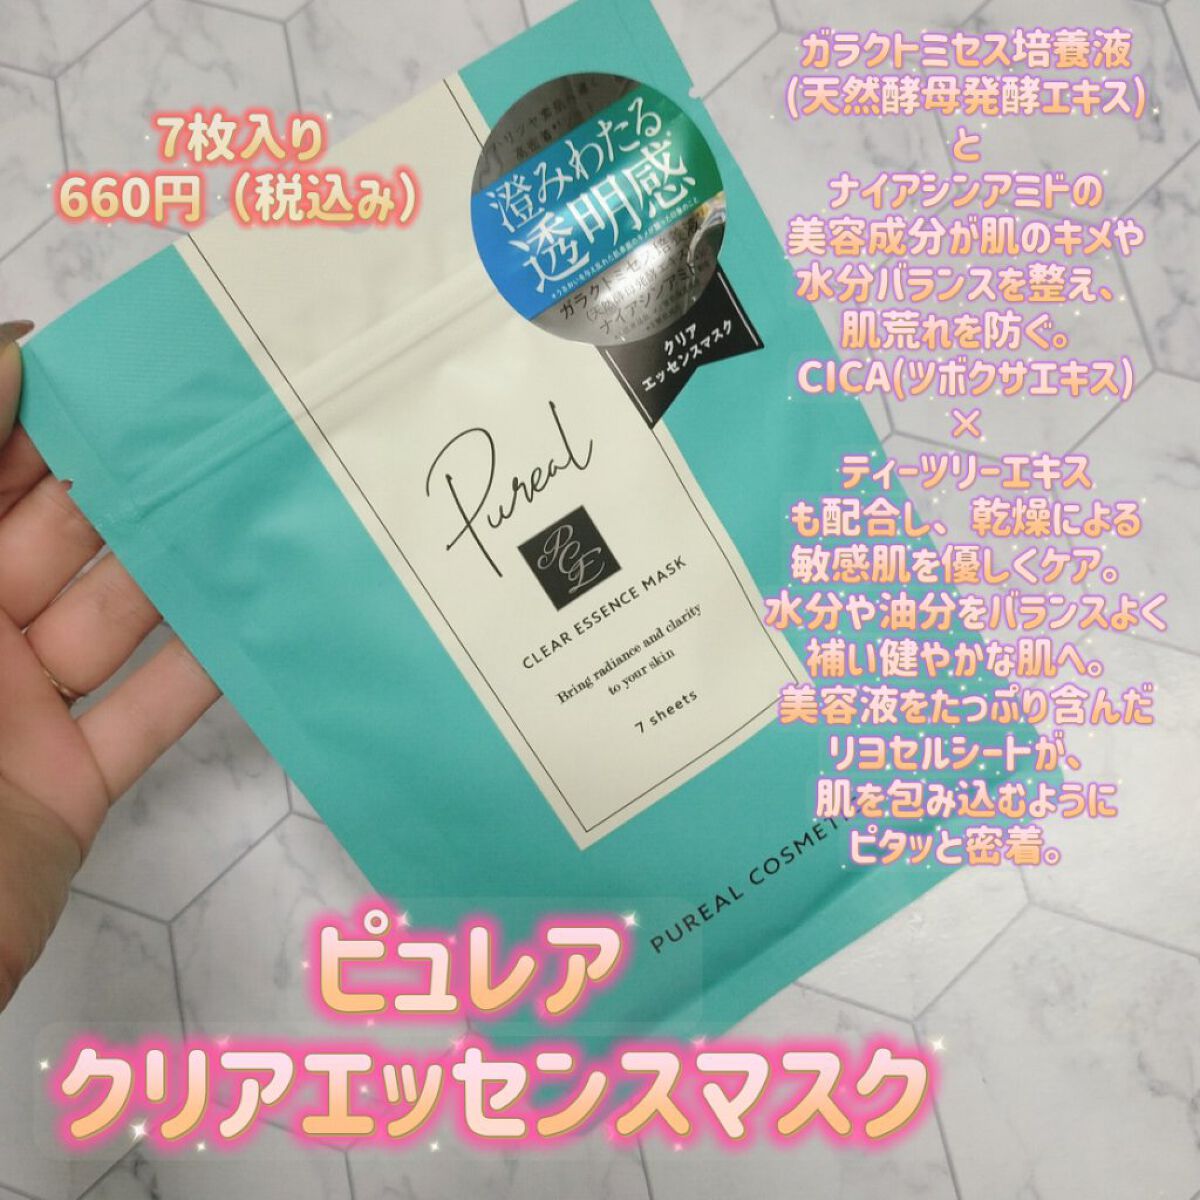 7枚入り
660円（税込み）
ガラクトミセス培養液
(天然酵母発酵エキス)
と
ナイアシンアミドの
美容成分が肌のキメや
水分バランスを整え、
肌荒れを防ぐ。
CICA(ツボクサエキス)
×
ティーツリーエキス
も配合し、乾燥による
敏感肌を優しくケア。
水分や油分をバランスよく
補い健やかな肌へ。
美容液をたっぷり含んだ
リヨセルシートが、
肌を包み込むように
ピタッと密着。
澄みわたる
透明感
ガラクトミセス培養液
ナイアシンアミド
クリア
エッセンスマスク
Pureal
PCE
CLEAR ESSENCE MASK
Bring radiance and clarity
to your skin
7 sheets
PUREAL COSMET
ピュレア
クリアエッセンスマスク